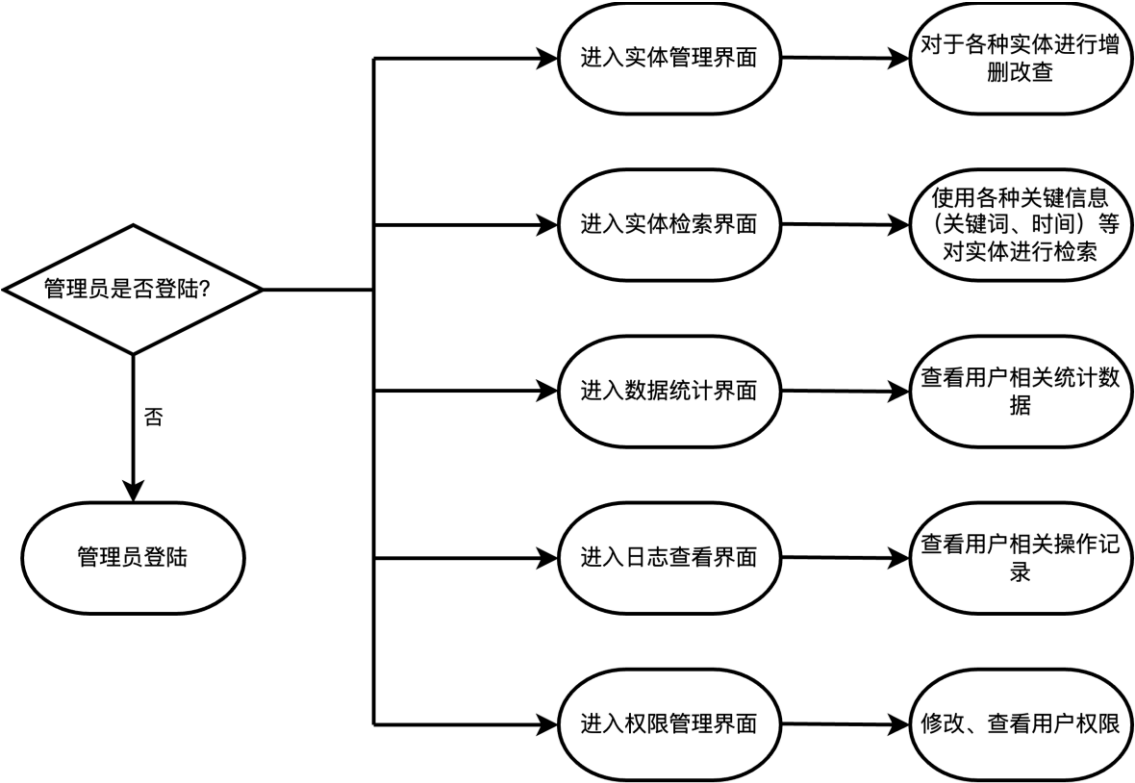 进入实体管理界面
对于各种实体进行增
删改查
进入实体检索界面
使用各种关键信息
（关键词、时间）等
对实体进行检索
管理员是否登陆?
进入数据统计界面
查看用户相关统计数
据
否
管理员登陆
进入日志查看界面
查看用户相关操作记
录
进入权限管理界面
修改、查看用户权限